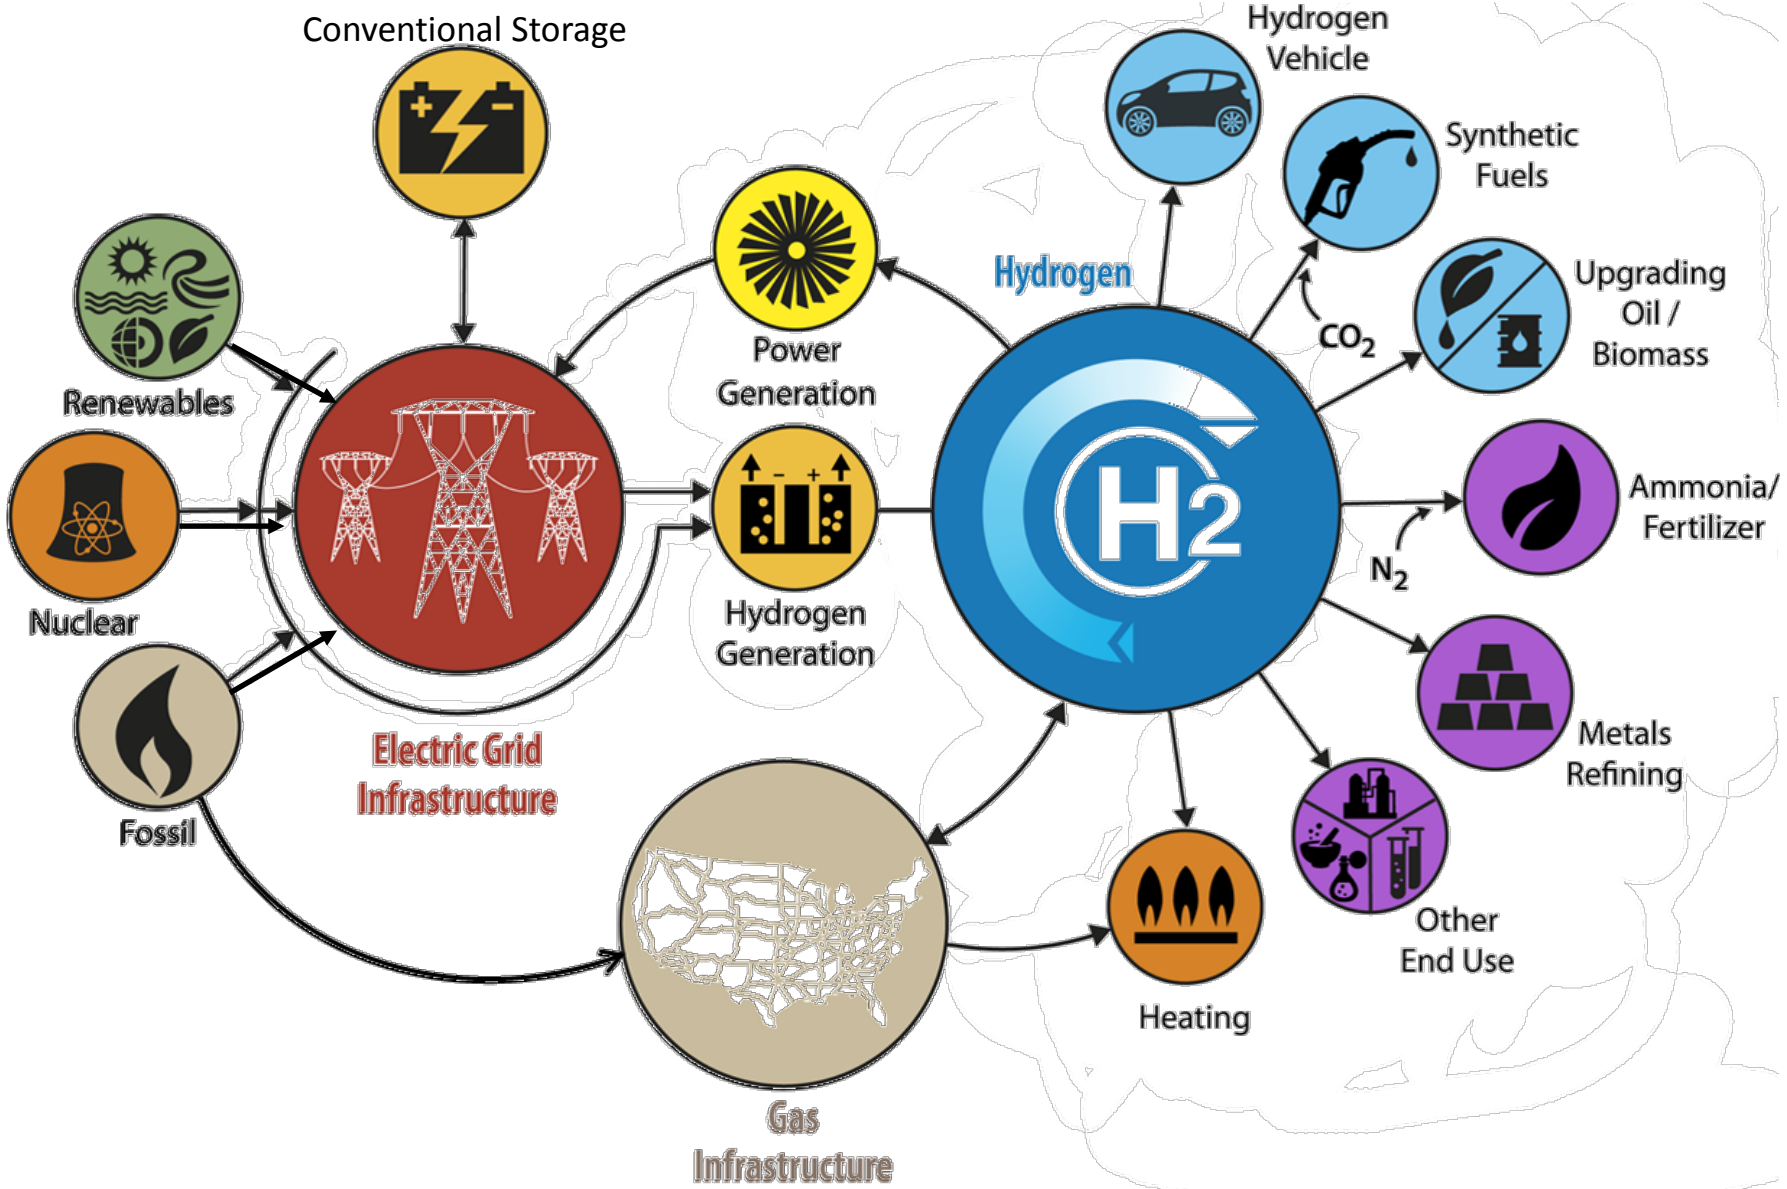 Conventional Storage
+ −
Hydrogen
Vehicle
Synthetic
Fuels
Renewables
Power
Generation
Hydrogen
CO2
Upgrading
Oil /
Biomass
Nuclear
− +
Hydrogen
Generation
H2
N2
Ammonia/
Fertilizer
Fossil
Electric Grid
Infrastructure
Metals
Refining
Other
End Use
Heating
Gas
Infrastructure